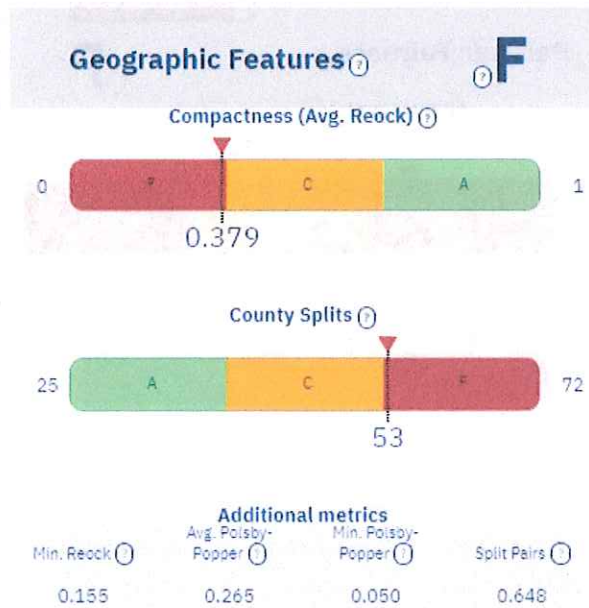 Geographic Features ? ? F
Compactness (Avg. Reock) ?
0 F C A 1
0.379
County Splits ?
25 A C F 72
53
Additional metrics
Min. Reock ? Avg. Polsby-Popper ? Min. Polsby-Popper ? Split Pairs ?
0.155 0.265 0.050 0.648